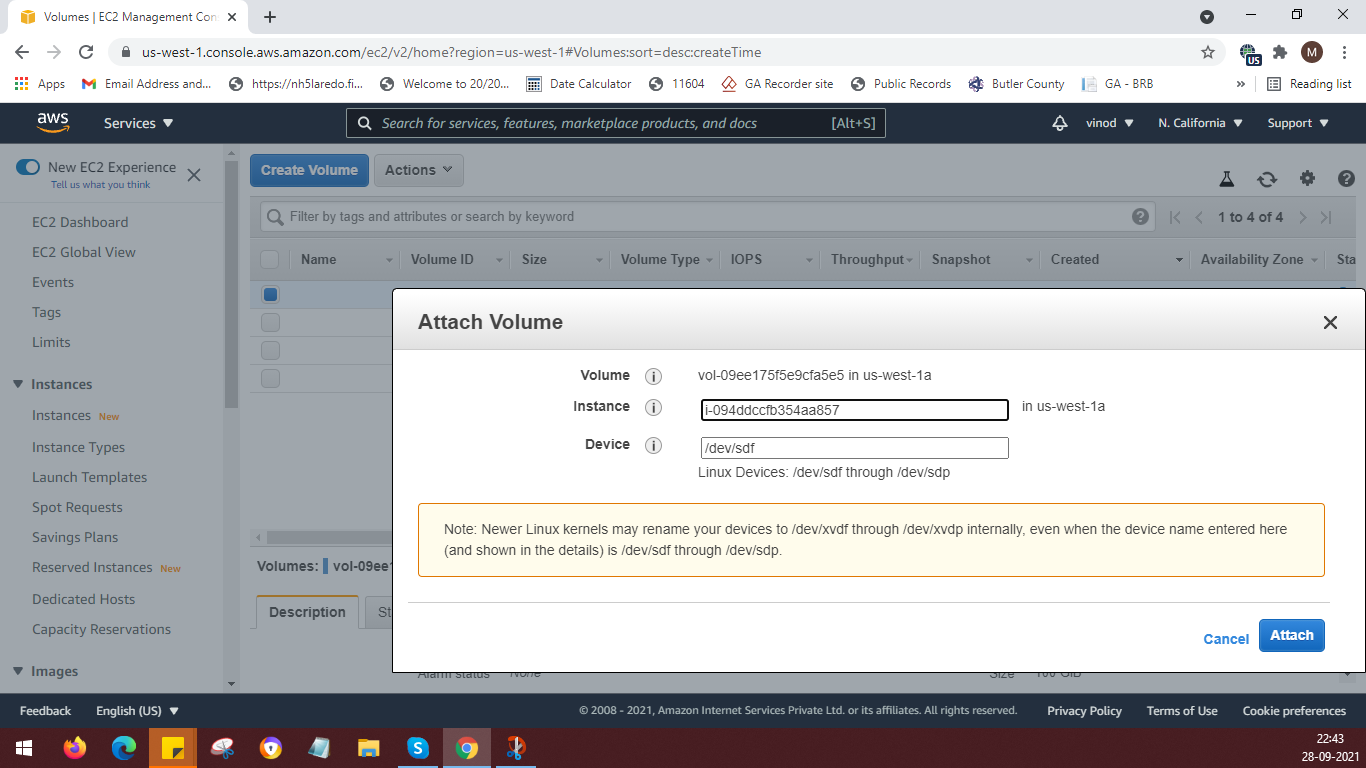 Volumes | EC2 Management Con
us-west-1.console.aws.amazon.com/ec2/v2/home?region=us-west-1#Volumes:sort=desc:createTime
US
M
Apps
Email Address and...
https://nh5laredo.fi...
Welcome to 20/20...
Date Calculator
11604
GA Recorder site
Public Records
Butler County
GA - BRB
»
Reading list
aws
Services
Search for services, features, marketplace products, and docs
[Alt+S]
vinod
N. California
Support
New EC2 Experience
Tell us what you think
Create Volume
Actions
EC2 Dashboard
EC2 Global View
Events
Tags
Limits
Instances
Instances New
Instance Types
Launch Templates
Spot Requests
Savings Plans
Reserved Instances New
Dedicated Hosts
Capacity Reservations
Images
Filter by tags and attributes or search by keyword
1 to 4 of 4
Name
Volume ID
Size
Volume Type
IOPS
Throughput
Snapshot
Created
Availability Zone
Sta
Attach Volume
Volume
vol-09ee175f5e9cfa5e5 in us-west-1a
Instance
i-094ddccfb354aa857
in us-west-1a
Device
/dev/sdf
Linux Devices: /dev/sdf through /dev/sdp
Note: Newer Linux kernels may rename your devices to /dev/xvdf through /dev/xvdp internally, even when the device name entered here
(and shown in the details) is /dev/sdf through /dev/sdp.
Cancel
Attach
Volumes:
vol-09ee1
Description
St
Alarm status
None
Size
100 GiB
Feedback
English (US)
© 2008 - 2021, Amazon Internet Services Private Ltd. or its affiliates. All rights reserved.
Privacy Policy
Terms of Use
Cookie preferences
22:43
28-09-2021